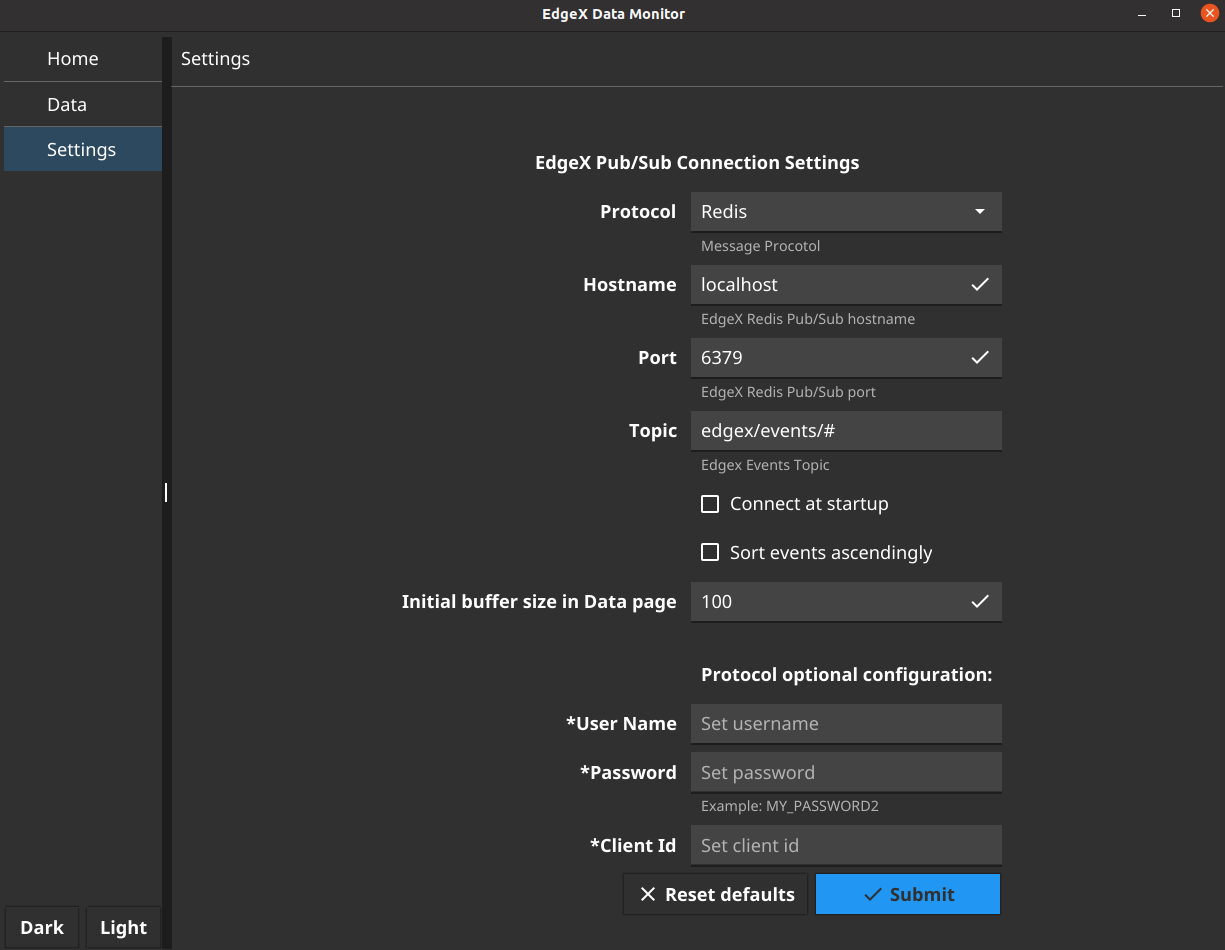 EdgeX Data Monitor
Home
Data
Settings
Settings
EdgeX Pub/Sub Connection Settings
Protocol Redis
Message Procotol
Hostname localhost
EdgeX Redis Pub/Sub hostname
Port 6379
EdgeX Redis Pub/Sub port
Topic edgex/events/#
Edgex Events Topic
Connect at startup
Sort events ascendingly
Initial buffer size in Data page 100
Protocol optional configuration:
*User Name Set username
*Password Set password
Example: MY_PASSWORD2
*Client Id Set client id
Reset defaults Submit
Dark Light